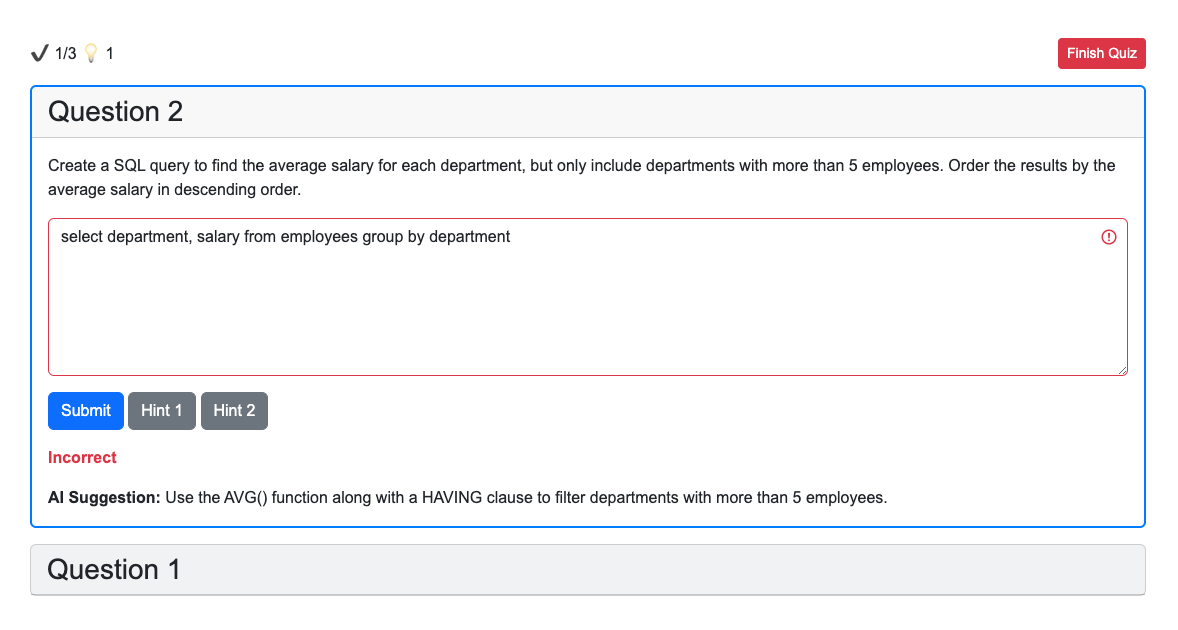 ✔ 1/3 💡 1
Finish Quiz
Question 2
Create a SQL query to find the average salary for each department, but only include departments with more than 5 employees. Order the results by the
average salary in descending order.
select department, salary from employees group by department
Submit Hint 1 Hint 2
Incorrect
AI Suggestion: Use the AVG() function along with a HAVING clause to filter departments with more than 5 employees.
Question 1